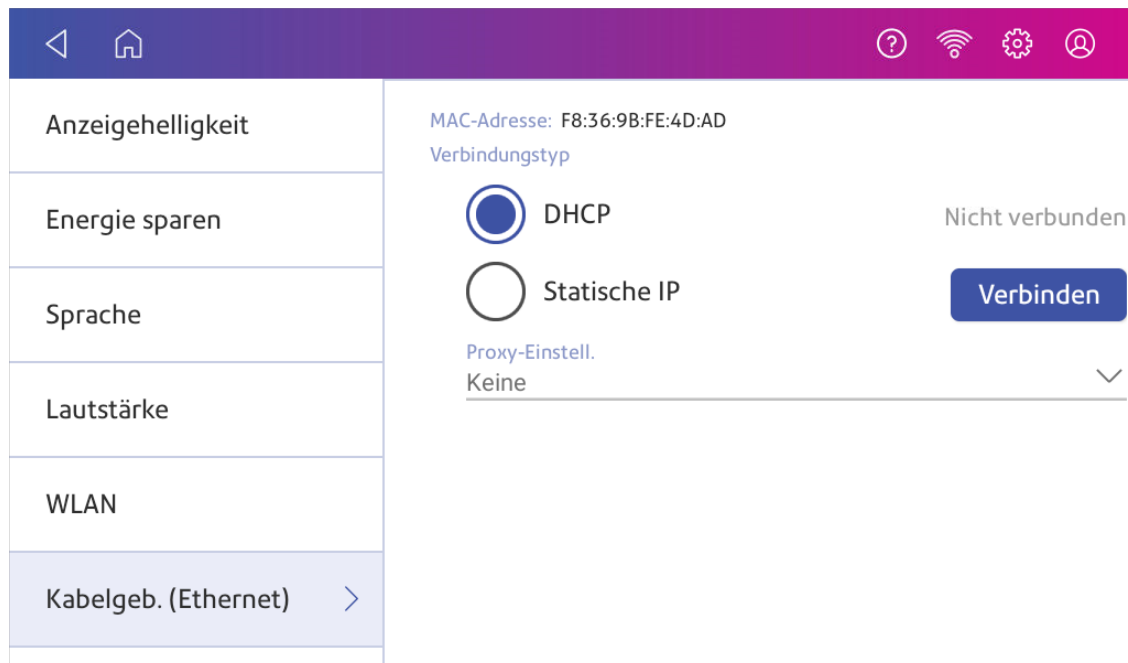 Anzeigehelligkeit
Energie sparen
Sprache
Lautstärke
WLAN
Kabelgeb. (Ethernet)
MAC-Adresse: F8:36:9B:FE:4D:AD
Verbindungstyp
DHCP
Nicht verbunden
Statische IP
Verbinden
Proxy-Einstell.
Keine